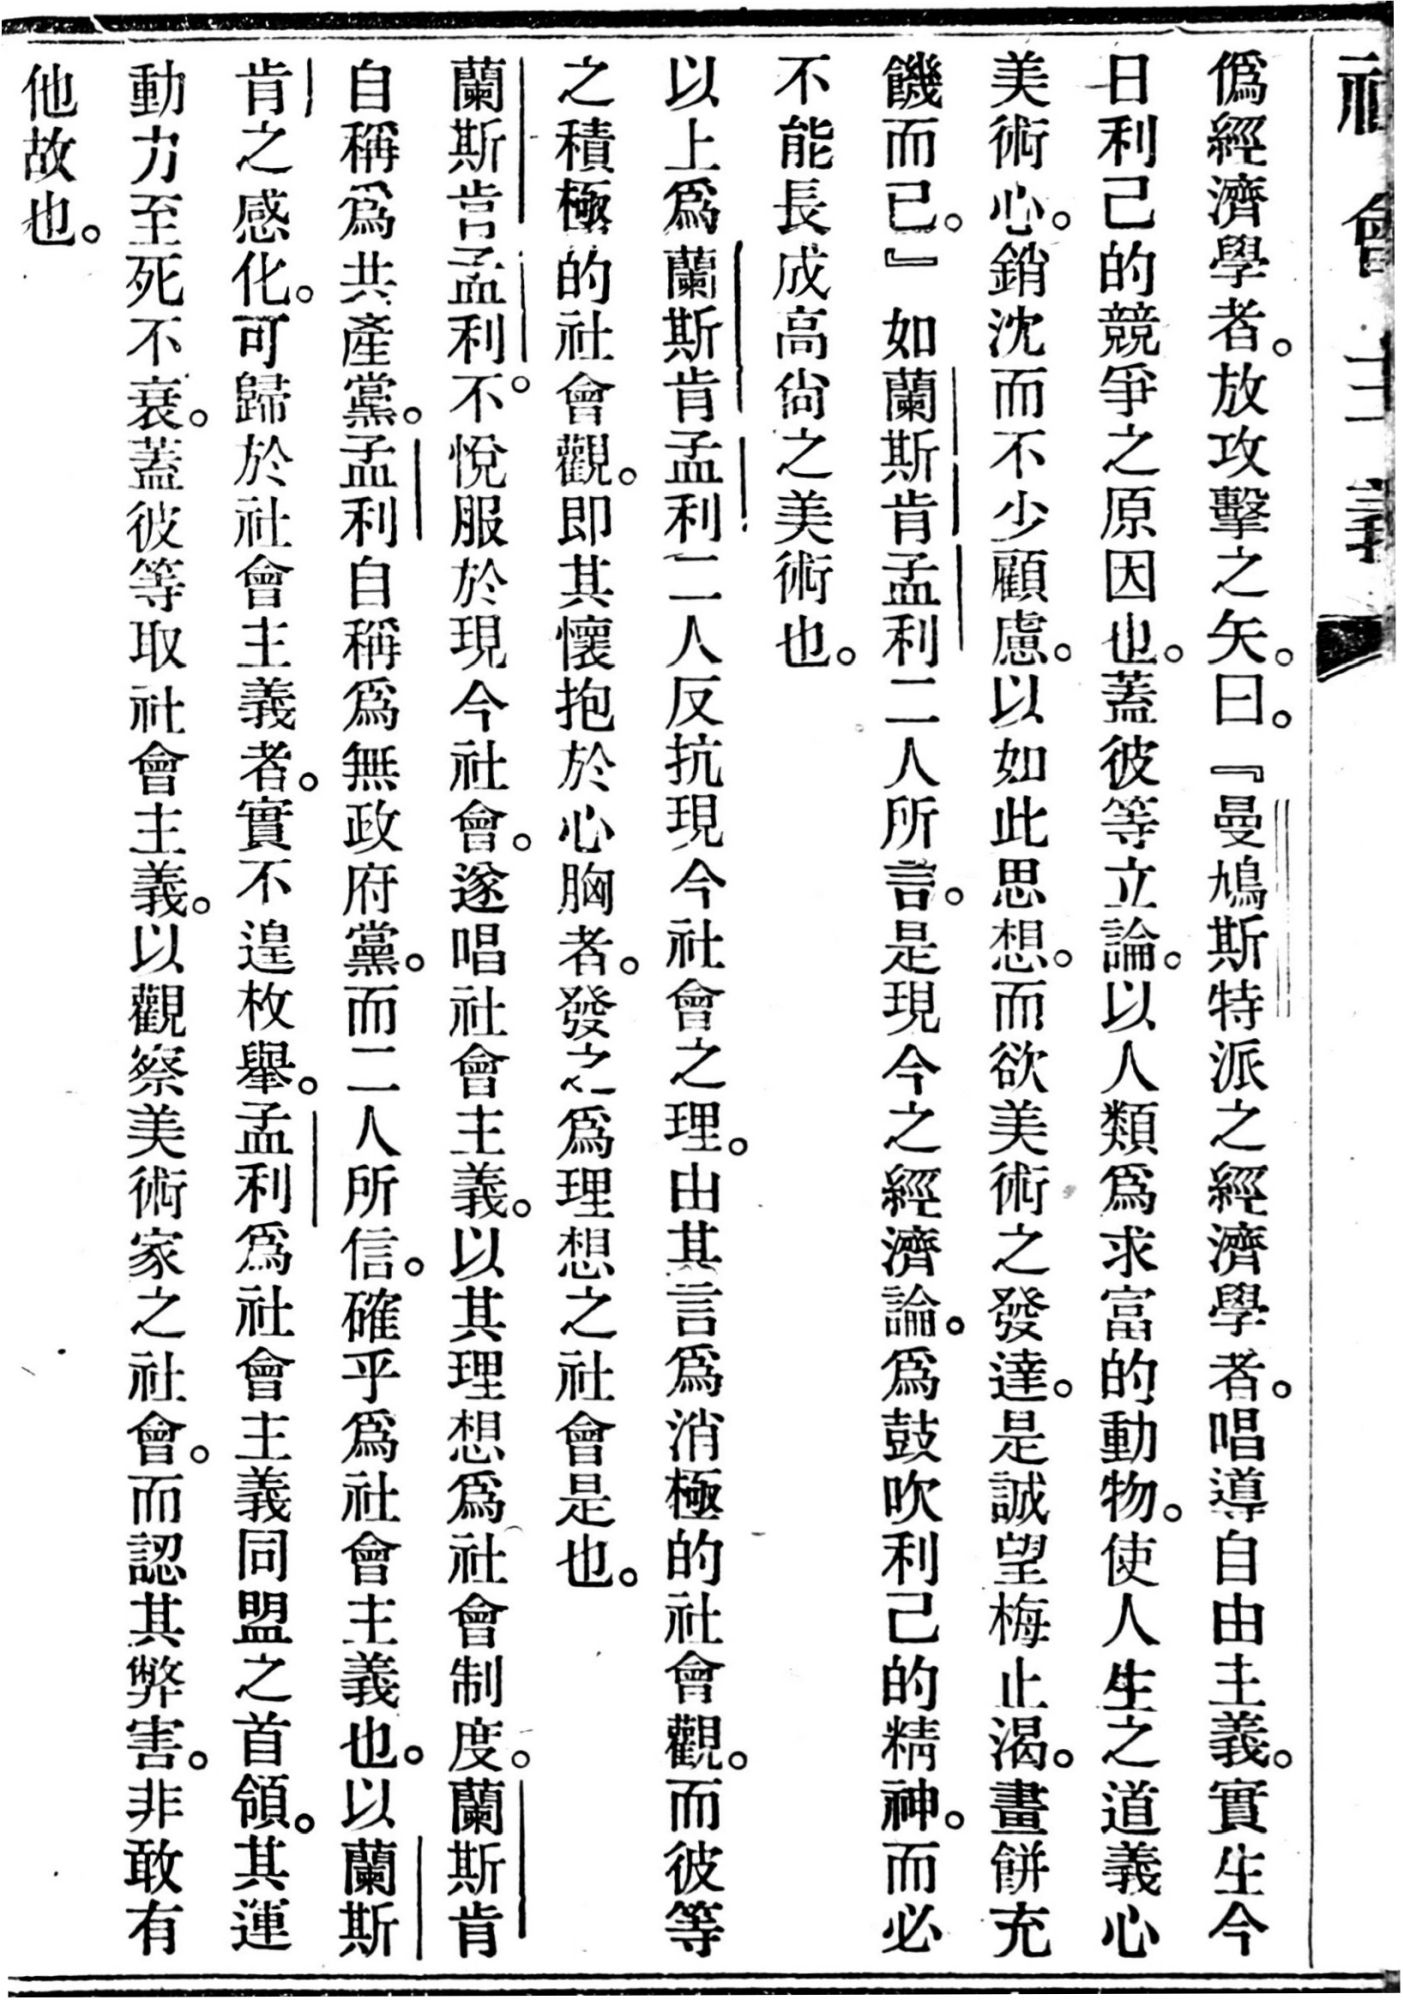 社會主義
僞經濟學者。放攻擊之矢。曰。『曼鳩斯特派之經濟學者。唱導自由主義。實生今
日利己的競爭之原因也。蓋彼等立論。以人類爲求富的動物。使人生之道義心
美術心。銷沈而不少顧慮。以如此思想。而欲美術之發達。是誠望梅止渴。畫餅充
饑而已。』如蘭斯肯孟利二人所言。是現今之經濟論。爲鼓吹利己的精神。而必
不能長成高尙之美術也。
以上爲蘭斯肯孟利二人反抗現今社會之理。由其言爲消極的社會觀。而彼等
之積極的社會觀。卽其懷抱於心胸者。發之爲理想之社會是也。
蘭斯肯孟利。不悅服於現今社會。遂唱社會主義。以其理想爲社會制度。蘭斯肯
自稱爲共產黨。孟利自稱爲無政府黨。而二人所信。確乎爲社會主義也。以蘭斯
肯之感化。可歸於社會主義者。實不遑枚舉。孟利爲社會主義同盟之首領。其運
動力至死不衰。蓋彼等取社會主義。以觀察美術家之社會。而認其弊害。非敢有
他故也。